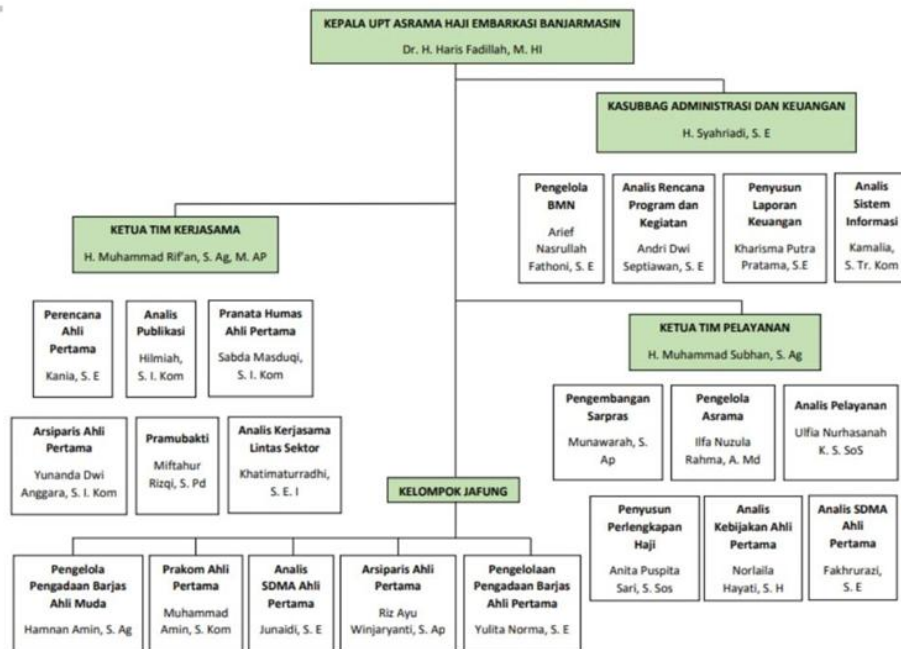 KEPALA UPT ASRAMA HAJI EMBARKASI BANJARMASIN
Dr. H. Haris Fadillah, M. HI
KASUBBAG ADMINISTRASI DAN KEUANGAN
H. Syahriadi, S. E
Pengelola
BMN
Arief
Nasrullah
Fathoni, S. E
Analis Rencana
Program dan
Kegiatan
Andri Dwi
Septiawan, S. E
Penyusun
Laporan
Keuangan
Kharisma Putra
Pratama, S.E
Analis
Sistem
Informasi
Kamalia,
S. Tr. Kom
KETUA TIM KERJASAMA
H. Muhammad Rif'an, S. Ag, M. AP
Perencana
Ahli
Pertama
Kania, S. E
Analis
Publikasi
Hilmiah,
S. I. Kom
Pranata Humas
Ahli Pertama
Sabda Masduqi,
S. I. Kom
Arsiparis Ahli
Pertama
Yunanda Dwi
Anggara, S. I. Kom
Pramubakti
Miftahur
Rizqi, S. Pd
Analis Kerjasama
Lintas Sektor
Khatimaturradhi,
S. E. I
KETUA TIM PELAYANAN
H. Muhammad Subhan, S. Ag
Pengembangan
Sarpras
Munawarah, S.
Ap
Pengelola
Asrama
Ilfa Nuzula
Rahma, A. Md
Analis Pelayanan
Ulfia Nurhasanah
K. S. SoS
Penyusun
Perlengkapan
Haji
Anita Puspita
Sari, S. Sos
Analis
Kebijakan Ahli
Pertama
Norlaila
Hayati, S. H
Analis SDMA
Ahli
Pertama
Fakhrurazi,
S. E
KELOMPOK JAFUNG
Pengelola
Pengadaan Barjas
Ahli Muda
Hamnan Amin, S. Ag
Prakom Ahli
Pertama
Muhammad
Amin, S. Kom
Analis
SDMA Ahli
Pertama
Junaidi, S. E
Arsiparis Ahli
Pertama
Riz Ayu
Winjaryanti, S. Ap
Pengelolaan
Pengadaan Barjas
Ahli Pertama
Yulita Norma, S. E